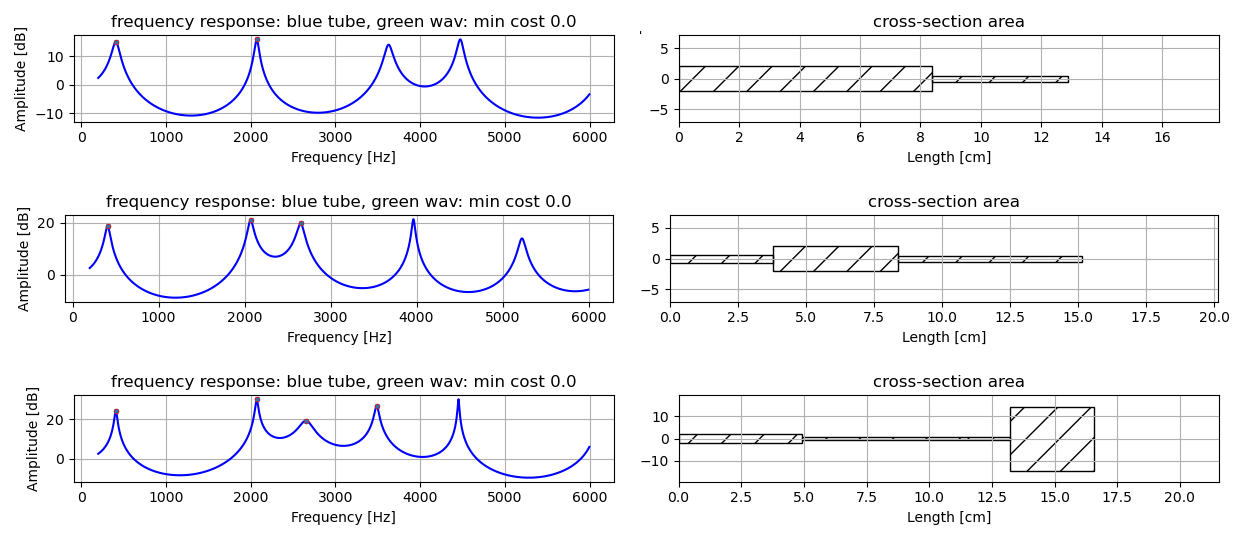 frequency response: blue tube, green wav: min cost 0.0
Amplitude [dB]
10
0
−10
0 1000 2000 3000 4000 5000 6000
Frequency [Hz]
cross-section area
5
0
−5
0 2 4 6 8 10 12 14 16
Length [cm]
frequency response: blue tube, green wav: min cost 0.0
Amplitude [dB]
20
0
0 1000 2000 3000 4000 5000 6000
Frequency [Hz]
cross-section area
5
0
−5
0.0 2.5 5.0 7.5 10.0 12.5 15.0 17.5 20.0
Length [cm]
frequency response: blue tube, green wav: min cost 0.0
Amplitude [dB]
20
0
0 1000 2000 3000 4000 5000 6000
Frequency [Hz]
cross-section area
10
0
−10
0.0 2.5 5.0 7.5 10.0 12.5 15.0 17.5 20.0
Length [cm]